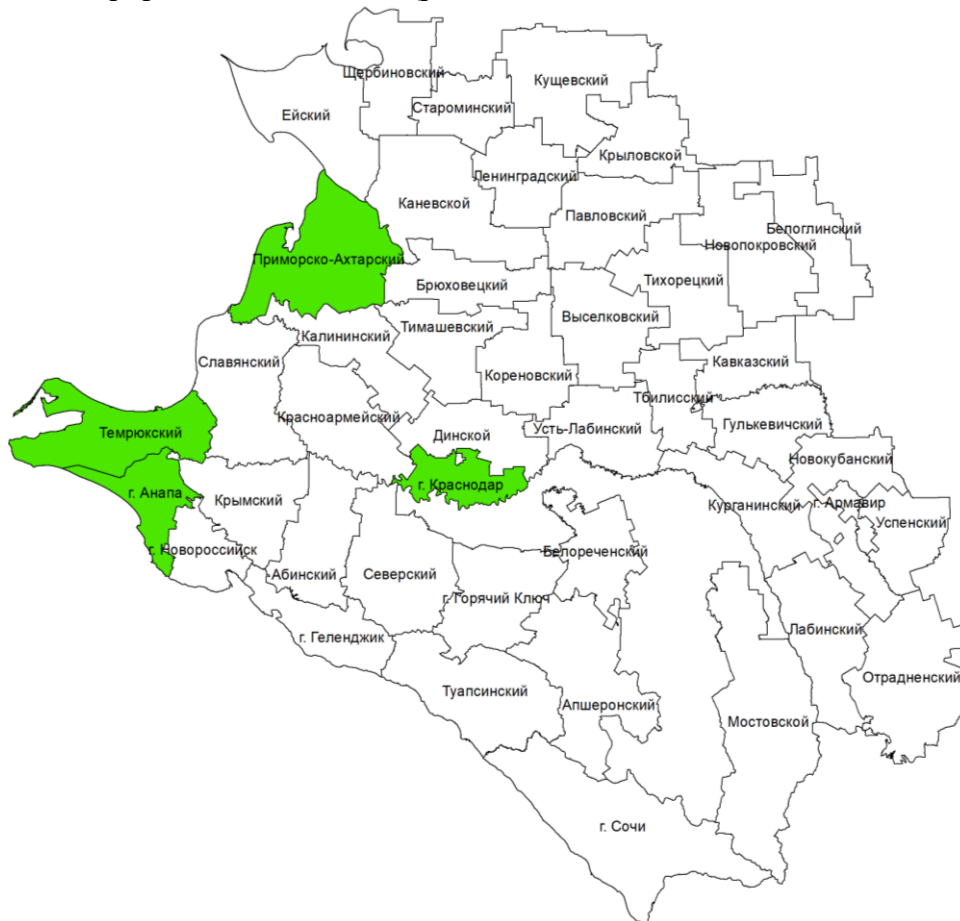 Щербиновский
Кущевский
Ейский
Староминский
Крыловской
Ленинградский
Каневской
Павловский
Белоглинский
Новопокровский
Приморско-Ахтарский
Тихорецкий
Брюховецкий
Выселковский
Тимашевский
Калининский
Славянский
Кавказский
Кореновский
Тбилисский
Красноармейский
Гулькевичский
Темрюкский
Динской
Усть-Лабинский
Новокубанский
г. Краснодар
г. Анапа
Крымский
Курганинский
г. Армавир
Успенский
г. Новороссийск
Белореченский
Абинский
Северский
г. Горячий Ключ
Лабинский
г. Геленджик
Отрадненский
Туапсинский
Апшеронский
Мостовской
г. Сочи